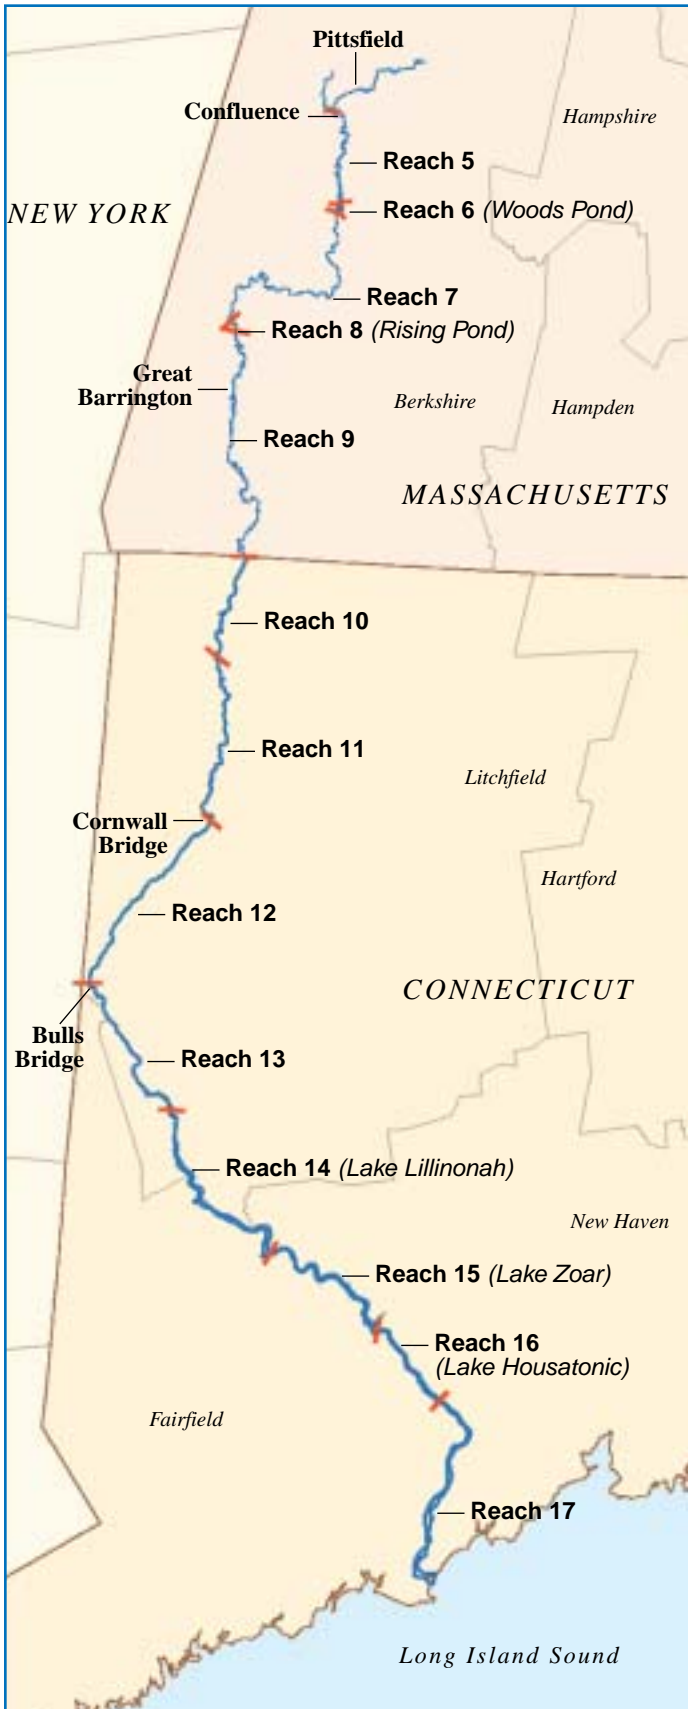 Pittsfield
Confluence
Hampshire
Reach 5
NEW YORK
Reach 6 (Woods Pond)
Reach 7
Reach 8 (Rising Pond)
Great
Barrington
Berkshire
Hampden
Reach 9
MASSACHUSETTS
Reach 10
Reach 11
Litchfield
Cornwall
Bridge
Hartford
Reach 12
CONNECTICUT
Bulls
Bridge
Reach 13
Reach 14 (Lake Lillinonah)
New Haven
Reach 15 (Lake Zoar)
Reach 16
(Lake Housatonic)
Fairfield
Reach 17
Long Island Sound